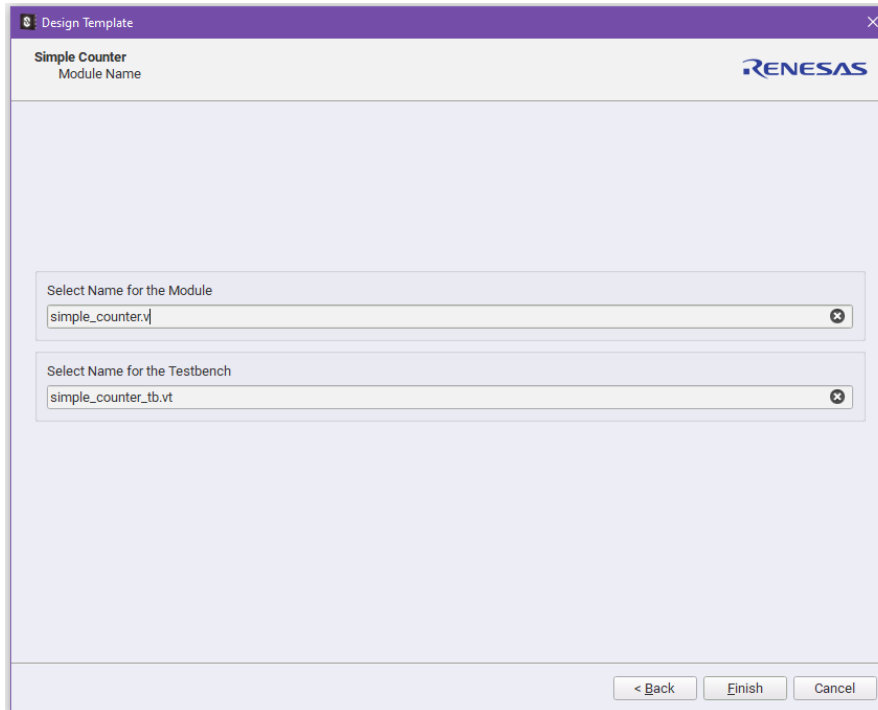 Design Template
Simple Counter
Module Name
RENESAS
Select Name for the Module
simple_counter.v
Select Name for the Testbench
simple_counter_tb.vt
< Back
Finish
Cancel